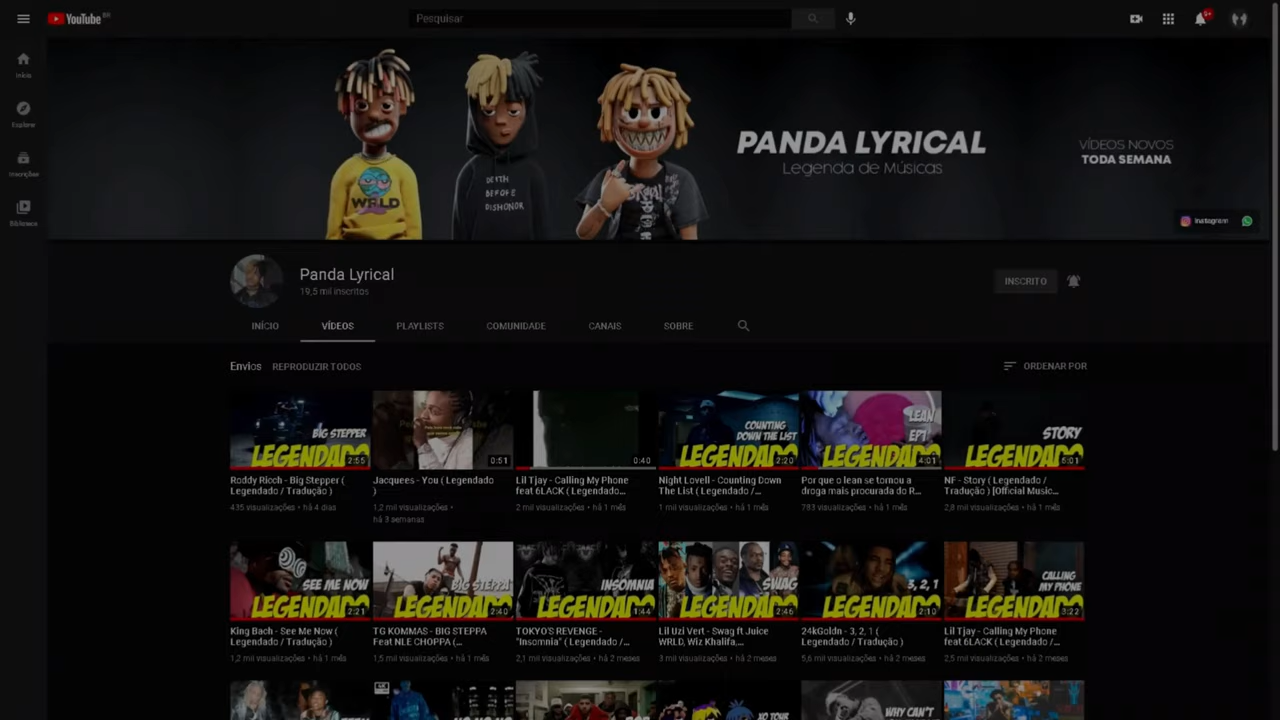 YouTube BR
Pesquisar
9+
Início
Explorar
Inscrições
Biblioteca
WRLD
DEATH
BEFORE
DISHONOR
PANDA LYRICAL
Legenda de Músicas
VÍDEOS NOVOS
TODA SEMANA
Instagram
Panda Lyrical
19,5 mil inscritos
INSCRITO
INÍCIO
VÍDEOS
PLAYLISTS
COMUNIDADE
CANAIS
SOBRE
Envios
REPRODUZIR TODOS
ORDENAR POR
BIG STEPPER
LEGENDADO
2:55
Roddy Ricch - Big Stepper (
Legendado / Tradução )
435 visualizações • há 4 dias
0:51
Jacquees - You ( Legendado
)
1,2 mil visualizações •
há 3 semanas
0:40
Lil Tjay - Calling My Phone
feat 6LACK ( Legendado...
2 mil visualizações • há 1 mês
COUNTING
DOWN THE LIST
LEGENDADO
2:20
Night Lovell - Counting Down
The List ( Legendado /...
1 mil visualizações • há 1 mês
LEAN
EP1
LEGENDADO
4:01
Por que o lean se tornou a
droga mais procurada do R...
783 visualizações • há 1 mês
STORY
LEGENDADO
5:01
NF - Story ( Legendado /
Tradução ) [Official Music...
2,8 mil visualizações • há 1 mês
SEE ME NOW
LEGENDADO
2:21
King Bach - See Me Now (
Legendado / Tradução )
1,2 mil visualizações • há 1 mês
BIG STEPPA
LEGENDADO
2:40
TG KOMMAS - BIG STEPPA
Feat NLE CHOPPA (...
1,5 mil visualizações • há 1 mês
INSOMNIA
LEGENDADO
1:44
TOKYO'S REVENGE -
"Insomnia" ( Legendado /...
2,1 mil visualizações • há 2 meses
SWAG
LEGENDADO
2:46
Lil Uzi Vert - Swag ft Juice
WRLD, Wiz Khalifa,...
3 mil visualizações • há 2 meses
3, 2, 1
LEGENDADO
2:10
24kGoldn - 3, 2, 1 (
Legendado / Tradução )
5,6 mil visualizações • há 2 meses
CALLING
MY PHONE
LEGENDADO
3:22
Lil Tjay - Calling My Phone
feat 6LACK ( Legendado /...
2,5 mil visualizações • há 2 meses
XO TOUR
WHY CAN'T